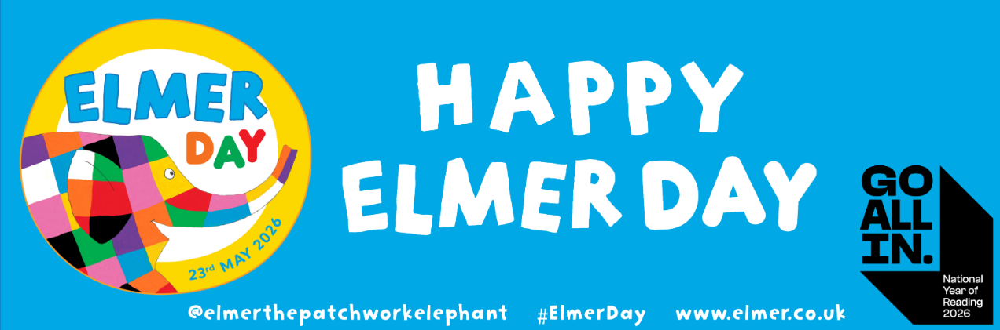 ELMER
DAY
23rd MAY 2026
HAPPY
ELMER DAY
GO
ALL
IN.
National
Year of
Reading
2026
@elmerthepatchworkelephant #ElmerDay www.elmer.co.uk